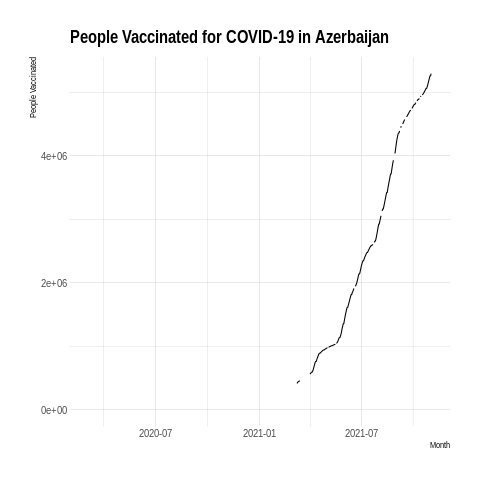 People Vaccinated for COVID-19 in Azerbaijan
People Vaccinated
4e+06
2e+06
0e+00
2020-07 2021-01 2021-07
Month